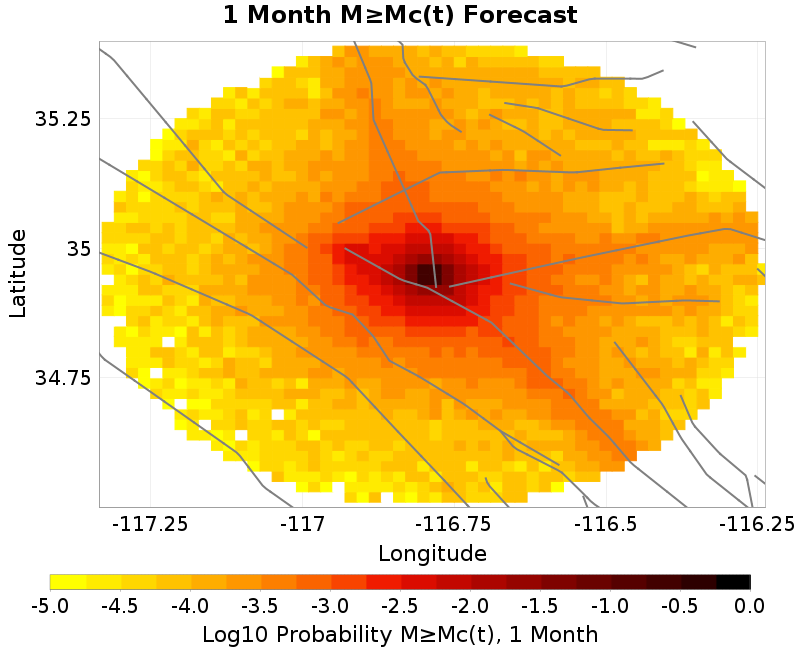 1 Month M≥Mc(t) Forecast
Latitude
35.25
35
34.75
-117.25 -117 -116.75 -116.5 -116.25
Longitude
-5.0 -4.5 -4.0 -3.5 -3.0 -2.5 -2.0 -1.5 -1.0 -0.5 0.0
Log10 Probability M≥Mc(t), 1 Month